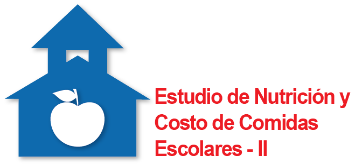 Estudio de Nutrición y
Costo de Comidas
Escolares - II